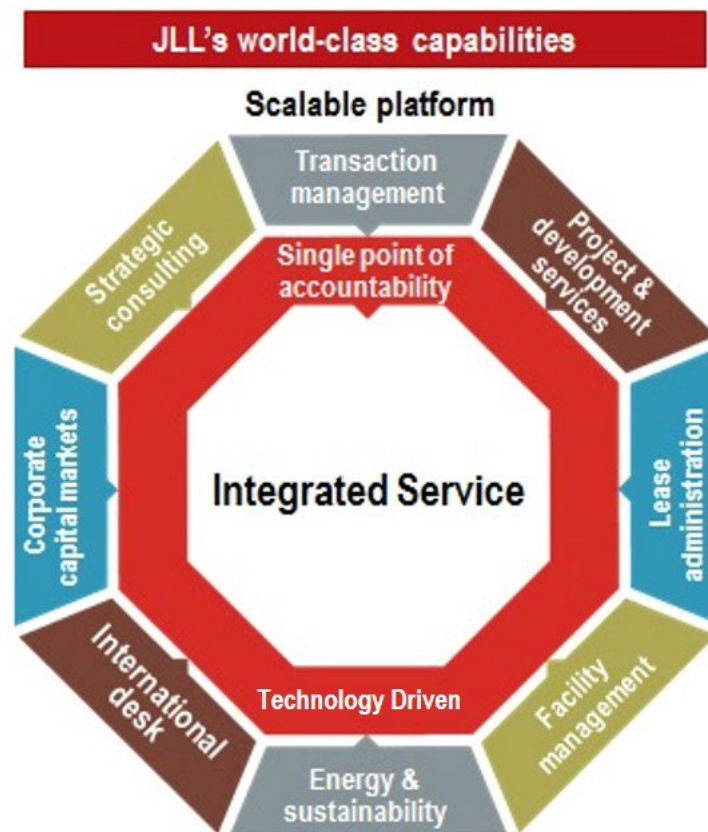 JLL's world-class capabilities
Scalable platform
Transaction
management
Project &
development
services
Lease
administration
Facility
management
Energy &
sustainability
International
desk
Corporate
capital markets
Strategic
consulting
Single point of
accountability
Integrated Service
Technology Driven